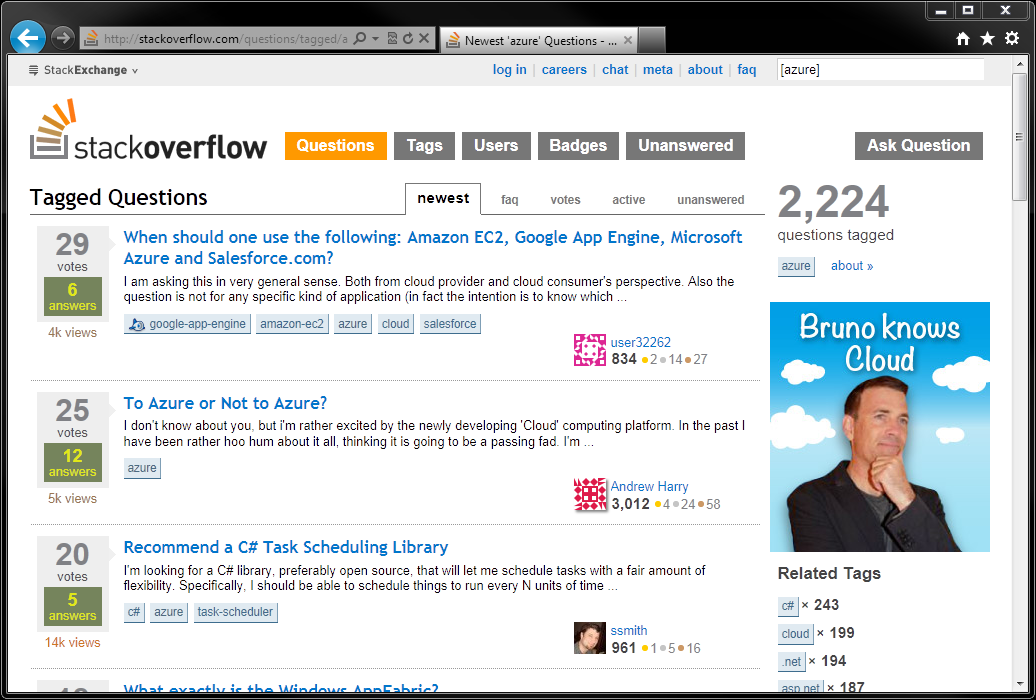 http://stackoverflow.com/questions/tagged/a
Newest 'azure' Questions - ...
StackExchange
log in | careers | chat | meta | about | faq
[azure]
stackoverflow
Questions
Tags
Users
Badges
Unanswered
Ask Question
Tagged Questions
newest
faq
votes
active
unanswered
29
votes
6
answers
4k views
When should one use the following: Amazon EC2, Google App Engine, Microsoft
Azure and Salesforce.com?
I am asking this in very general sense. Both from cloud provider and cloud consumer's perspective. Also the
question is not for any specific kind of application (in fact the intention is to know which ...
google-app-engine amazon-ec2 azure cloud salesforce
user32262
834 2 14 27
25
votes
12
answers
5k views
To Azure or Not to Azure?
I don't know about you, but i'm rather excited by the newly developing 'Cloud' computing platform. In the past I
have been rather hoo hum about it all, thinking it is going to be a passing fad. I'm ...
azure
Andrew Harry
3,012 4 24 58
20
votes
5
answers
14k views
Recommend a C# Task Scheduling Library
I'm looking for a C# library, preferably open source, that will let me schedule tasks with a fair amount of
flexibility. Specifically, I should be able to schedule things to run every N units of time ...
c# azure task-scheduler
ssmith
961 1 5 16
What exactly is the Windows AppFabric?
2,224
questions tagged
azure about »
Bruno knows
Cloud
Related Tags
c# × 243
cloud × 199
.net × 194
asp.net × 187